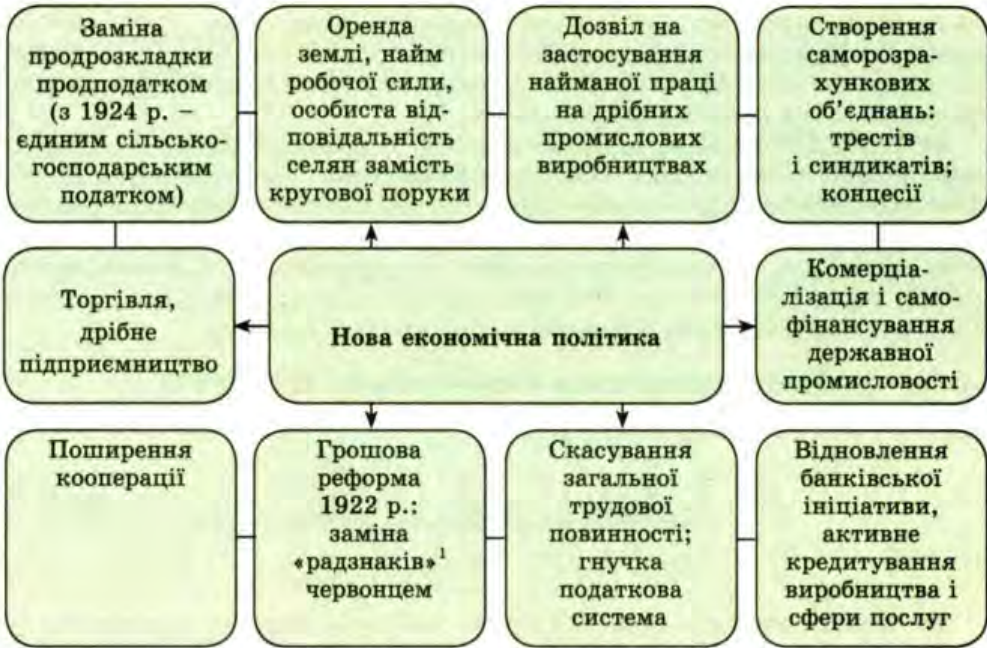 Заміна
продрозкладки
продподатком
(з 1924 р. –
єдиним сільсько-
господарським
податком)
Оренда
землі, найм
робочої сили,
особиста від-
повідальність
селян замість
кругової поруки
Дозвіл на
застосування
найманої праці
на дрібних
промислових
виробництвах
Створення
саморозра-
хункових
об’єднань:
трестів
і синдикатів;
концесії
Торгівля,
дрібне
підприємництво
Нова економічна політика
Комерціа-
лізація і само-
фінансування
державної
промисловості
Поширення
кооперації
Грошова
реформа
1922 р.:
заміна
«радзнаків»¹
червонцем
Скасування
загальної
трудової
повинності;
гнучка
податкова
система
Відновлення
банківської
ініціативи,
активне
кредитування
виробництва і
сфери послуг